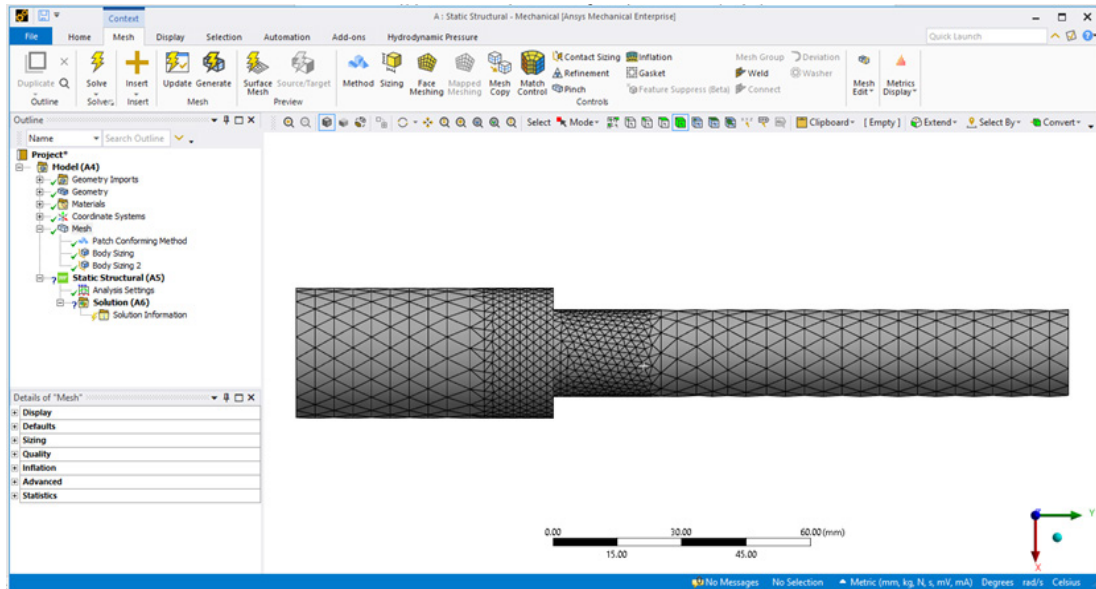 Context
A : Static Structural - Mechanical [Ansys Mechanical Enterprise]
File Home Mesh Display Selection Automation Add-ons Hydrodynamic Pressure Quick Launch
Duplicate Solve Insert Update Generate Surface Mesh Source/Target Method Sizing Face Meshing Mapped Meshing Mesh Copy Match Control
Contact Sizing Inflation Mesh Group Deviation
Refinement Gasket Weld Washer
Pinch Feature Suppress (Beta) Connect
Mesh Edit Metrics Display
Outline Solver Insert Mesh Preview Controls
Outline
Name Search Outline
Select Mode Clipboard [ Empty ] Extend Select By Convert
Project*
Model (A4)
Geometry Imports
Geometry
Materials
Coordinate Systems
Mesh
Patch Conforming Method
Body Sizing
Body Sizing 2
Static Structural (A5)
Analysis Settings
Solution (A6)
Solution Information
Details of "Mesh"
Display
Defaults
Sizing
Quality
Inflation
Advanced
Statistics
0.00 30.00 60.00 (mm)
15.00 45.00
Y
X
No Messages No Selection Metric (mm, kg, N, s, mV, mA) Degrees rad/s Celsius